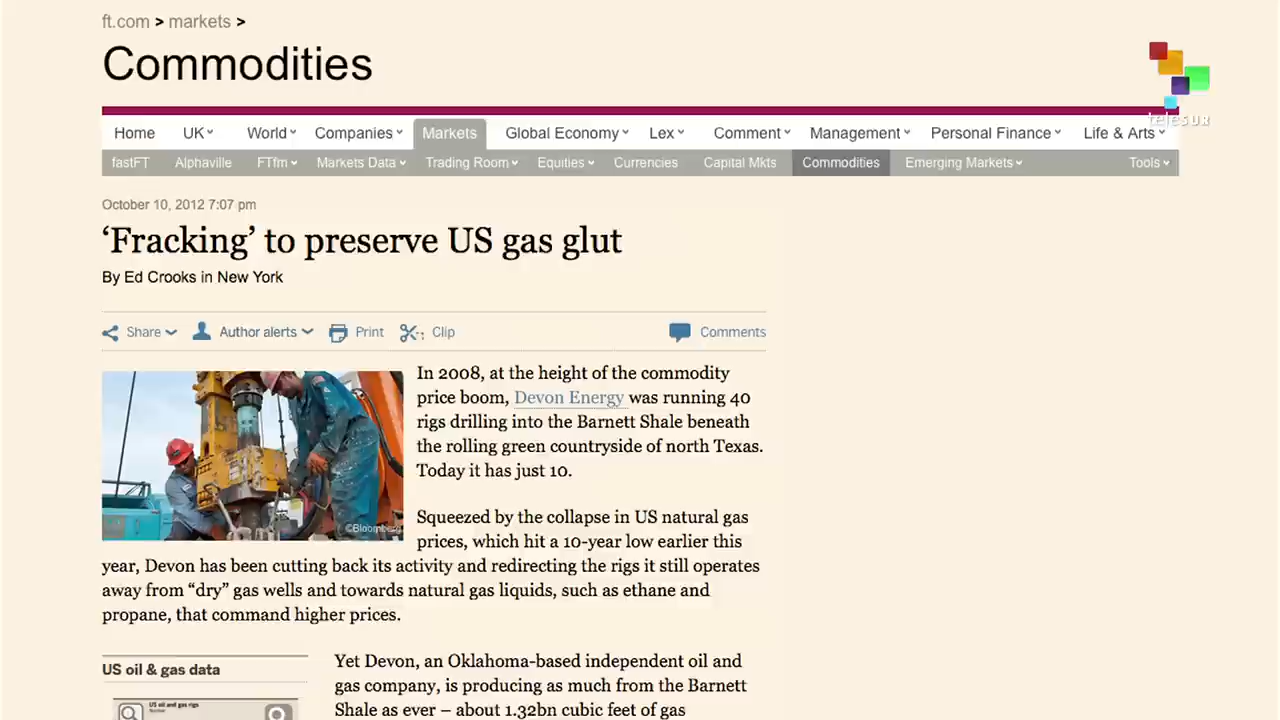 ft.com > markets >
Commodities
teleSUR
Home UK World Companies Markets Global Economy Lex Comment Management Personal Finance Life & Arts
fastFT Alphaville FTfm Markets Data Trading Room Equities Currencies Capital Mkts Commodities Emerging Markets Tools
October 10, 2012 7:07 pm
‘Fracking’ to preserve US gas glut
By Ed Crooks in New York
Share Author alerts Print Clip Comments
In 2008, at the height of the commodity
price boom, Devon Energy was running 40
rigs drilling into the Barnett Shale beneath
the rolling green countryside of north Texas.
Today it has just 10.
©Bloomberg
Squeezed by the collapse in US natural gas
prices, which hit a 10-year low earlier this
year, Devon has been cutting back its activity and redirecting the rigs it still operates
away from “dry” gas wells and towards natural gas liquids, such as ethane and
propane, that command higher prices.
US oil & gas data
US oil and gas rigs
Number
Yet Devon, an Oklahoma-based independent oil and
gas company, is producing as much from the Barnett
Shale as ever – about 1.32bn cubic feet of gas